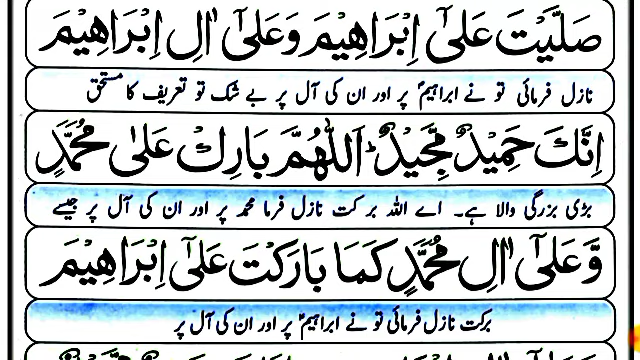 صَلَّيْتَ عَلٰٓى اِبْرَاهِيْمَ وَعَلٰٓى اٰلِ اِبْرَاهِيْمَ
نازل فرمائی تو نے ابراہیمؑ پر اور ان کی آل پر بے شک تو تعریف کا مستحق
اِنَّكَ حَمِيْدٌ مَّجِيْدٌ ؕ اَللّٰهُمَّ بَارِكْ عَلٰى مُحَمَّدٍ
بڑی بزرگی والا ہے۔ اے اللہ برکت نازل فرما محمد پر اور ان کی آل پر جیسے
وَّعَلٰٓى اٰلِ مُحَمَّدٍ كَمَا بَارَكْتَ عَلٰٓى اِبْرَاهِيْمَ
برکت نازل فرمائی تو نے ابراہیمؑ پر اور ان کی آل پر